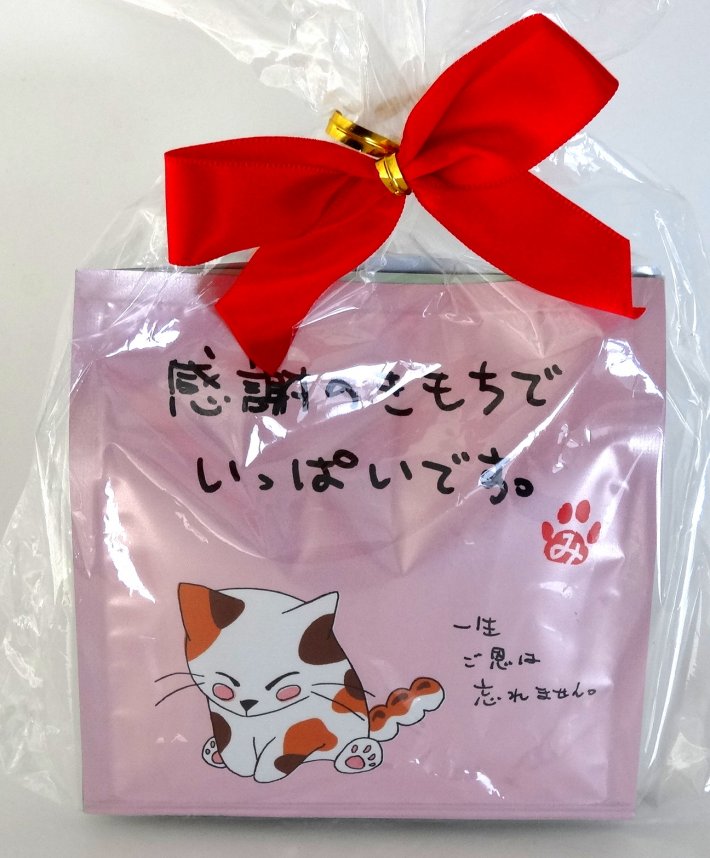 感謝のきもちで
いっぱいです。
み
一生
ご恩は
忘れません。